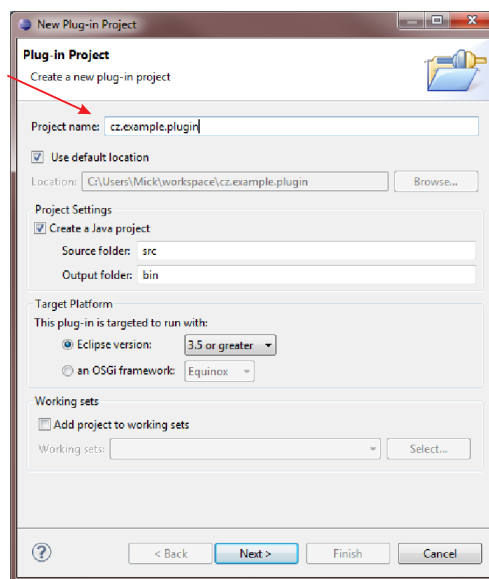 New Plug-in Project
Plug-in Project
Create a new plug-in project
Project name: cz.example.plugin
Use default location
Location: C:\Users\Mick\workspace\cz.example.plugin Browse...
Project Settings
Create a Java project
Source folder: src
Output folder: bin
Target Platform
This plug-in is targeted to run with:
Eclipse version: 3.5 or greater
an OSGi framework: Equinox
Working sets
Add project to working sets
Working sets: Select...
? < Back Next > Finish Cancel